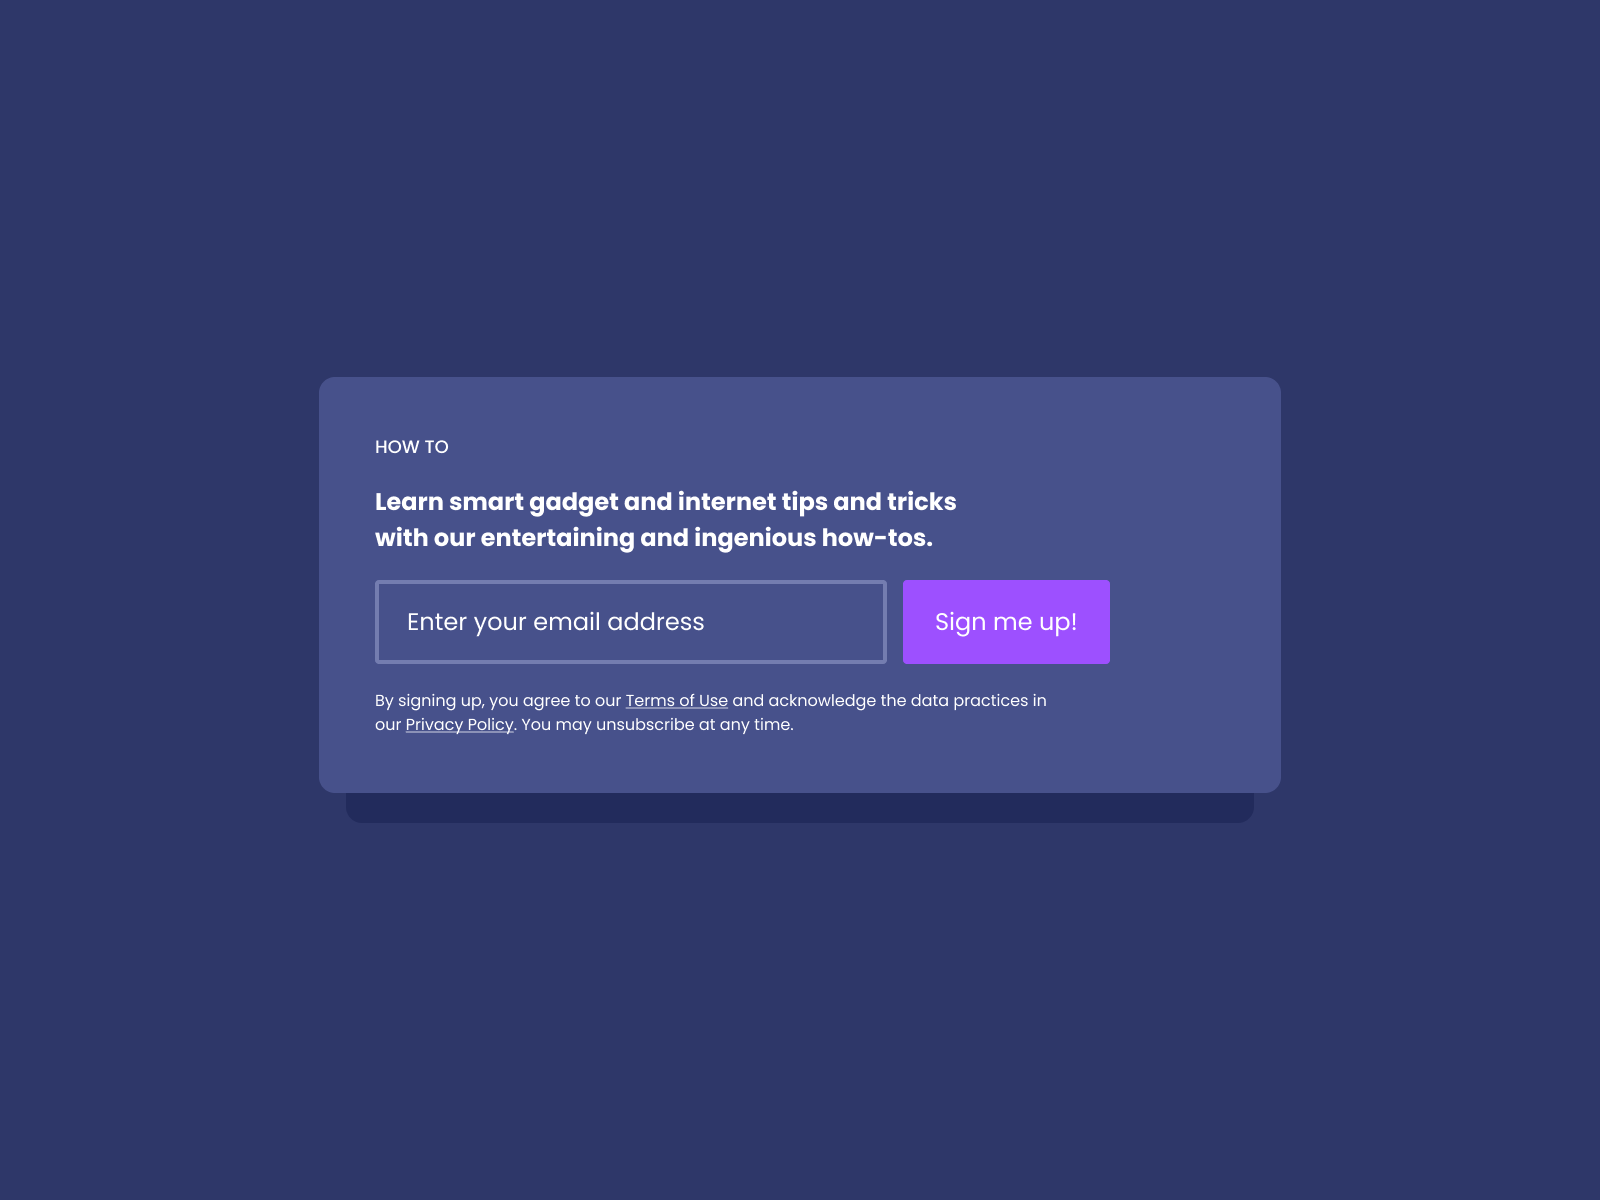 HOW TO
Learn smart gadget and internet tips and tricks
with our entertaining and ingenious how-tos.
Enter your email address
Sign me up!
By signing up, you agree to our Terms of Use and acknowledge the data practices in
our Privacy Policy. You may unsubscribe at any time.